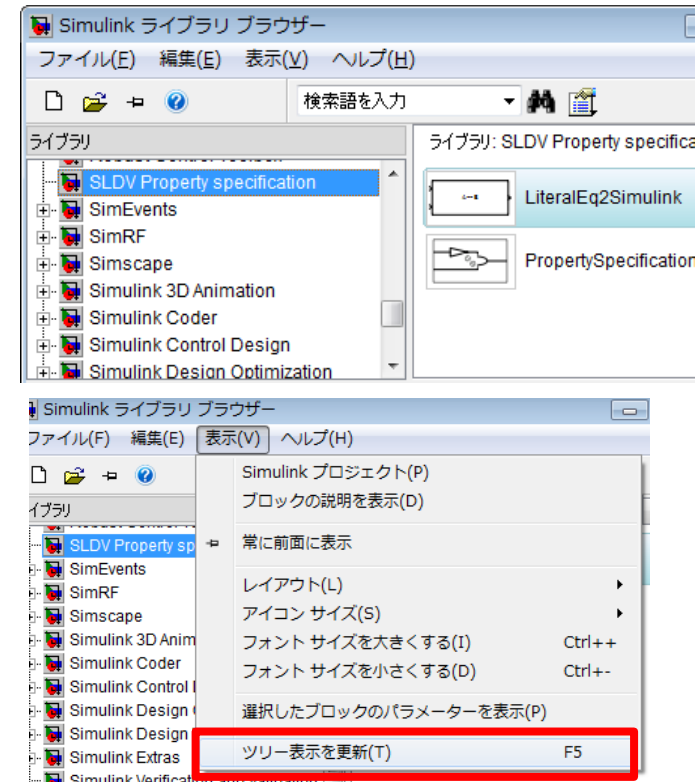 Simulink ライブラリ ブラウザー
ファイル(F) 編集(E) 表示(V) ヘルプ(H)
検索語を入力
ライブラリ
ライブラリ: SLDV Property specifica
SLDV Property specification
SimEvents
SimRF
Simscape
Simulink 3D Animation
Simulink Coder
Simulink Control Design
Simulink Design Optimization
LiteralEq2Simulink
PropertySpecification
Simulink ライブラリ ブラウザー
ファイル(F) 編集(E) 表示(V) ヘルプ(H)
イブラリ
SLDV Property sp
SimEvents
SimRF
Simscape
Simulink 3D Anim
Simulink Coder
Simulink Control
Simulink Design
Simulink Design
Simulink Extras
Simulink Verification
Simulink プロジェクト(P)
ブロックの説明を表示(D)
常に前面に表示
レイアウト(L)
アイコン サイズ(S)
フォント サイズを大きくする(I) Ctrl++
フォント サイズを小さくする(D) Ctrl+-
選択したブロックのパラメーターを表示(P)
ツリー表示を更新(T) F5